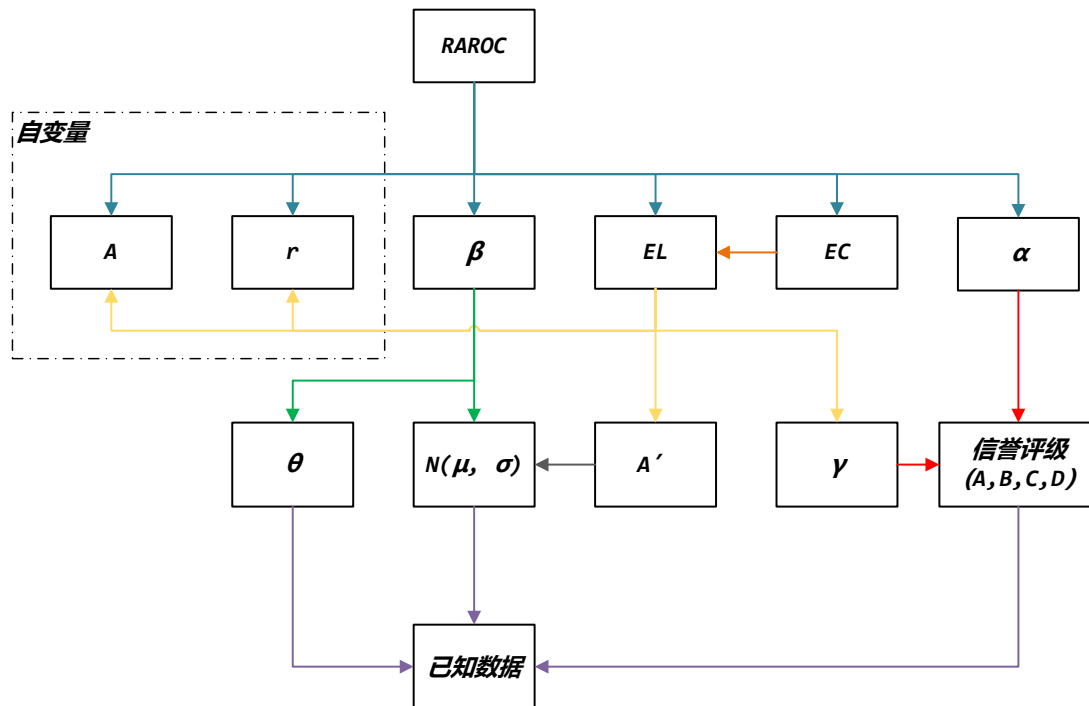 RAROC
自变量
A
r
β
EL
EC
α
θ
N(μ, σ)
A′
γ
信誉评级
(A,B,C,D)
已知数据